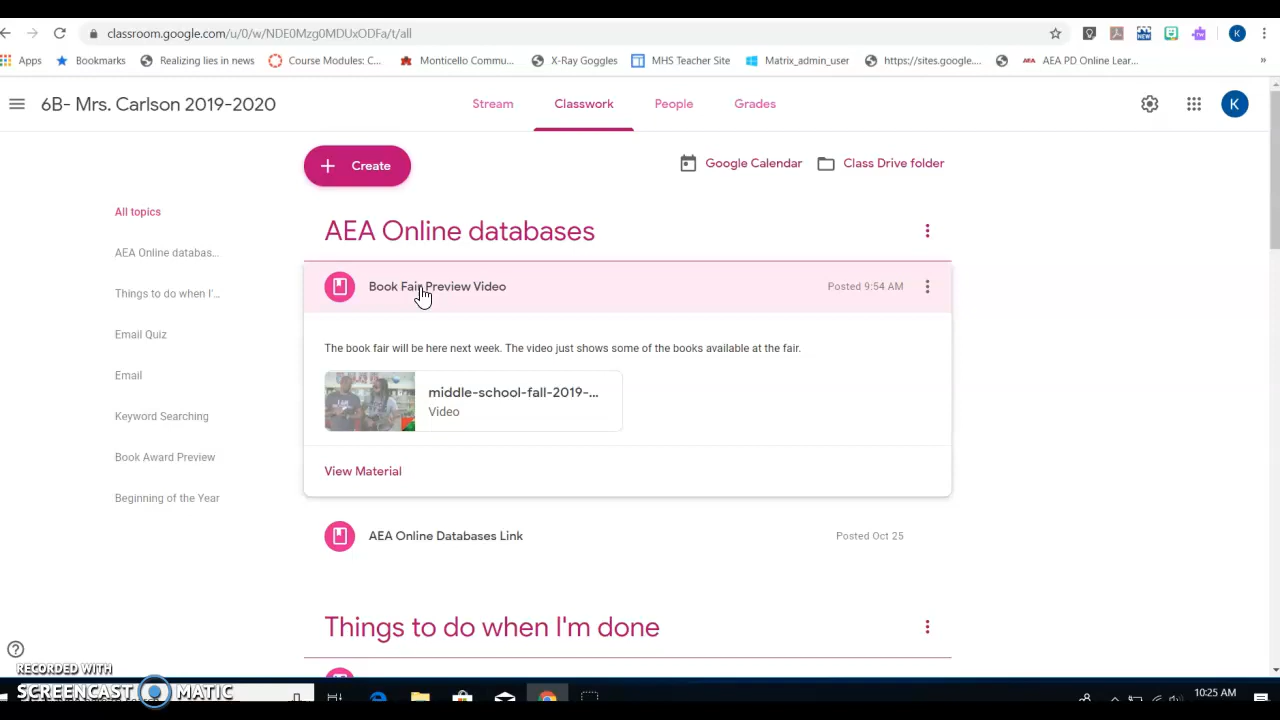 classroom.google.com/u/0/w/NDE0Mzg0MDUxODFa/t/all
K
Apps Bookmarks Realizing lies in news Course Modules: C... Monticello Commu... X-Ray Goggles MHS Teacher Site Matrix_admin_user https://sites.google.... AEA PD Online Lear... »
6B- Mrs. Carlson 2019-2020 Stream Classwork People Grades K
+ Create Google Calendar Class Drive folder
All topics
AEA Online databas...
Things to do when I'...
Email Quiz
Email
Keyword Searching
Book Award Preview
Beginning of the Year
AEA Online databases
Book Fair Preview Video Posted 9:54 AM
The book fair will be here next week. The video just shows some of the books available at the fair.
middle-school-fall-2019-...
Video
View Material
AEA Online Databases Link Posted Oct 25
Things to do when I'm done
RECORDED WITH
SCREENCAST MATIC
10:25 AM